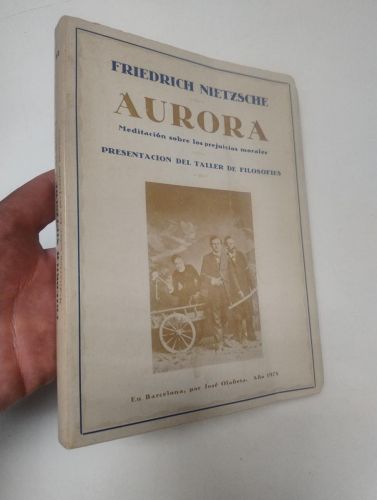 FRIEDRICH NIETZSCHE
AURORA
Meditación sobre los prejuicios morales
PRESENTACION DEL TALLER DE FILOSOFIES
En Barcelona, por José Olañeta. Año 1978